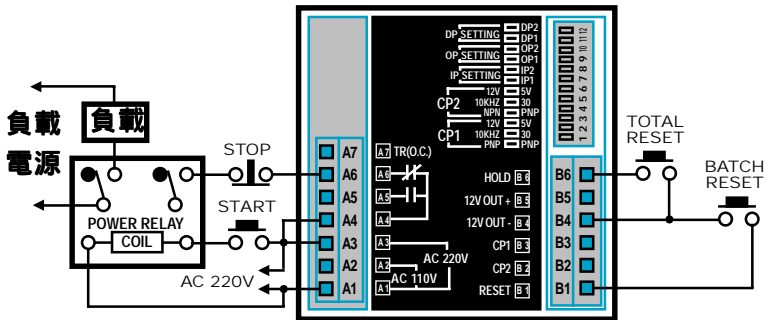 負載
電源
負載
STOP
START
POWER RELAY
COIL
AC 220V
A7
A6
A5
A4
A3
A2
A1
A7 TR(O.C.)
A6
A5
A4
A3
A2
A1
AC 220V
AC 110V
DP SETTING
DP2
DP1
OP SETTING
OP2
OP1
IP SETTING
IP2
IP1
CP2
12V 5V
10KHZ 30
NPN PNP
CP1
12V 5V
10KHZ 30
PNP PNP
HOLD B6
12V OUT + B5
12V OUT - B4
CP1 B3
CP2 B2
RESET B1
1 2 3 4 5 6 7 8 9 10 11 12
B6
B5
B4
B3
B2
B1
TOTAL
RESET
BATCH
RESET